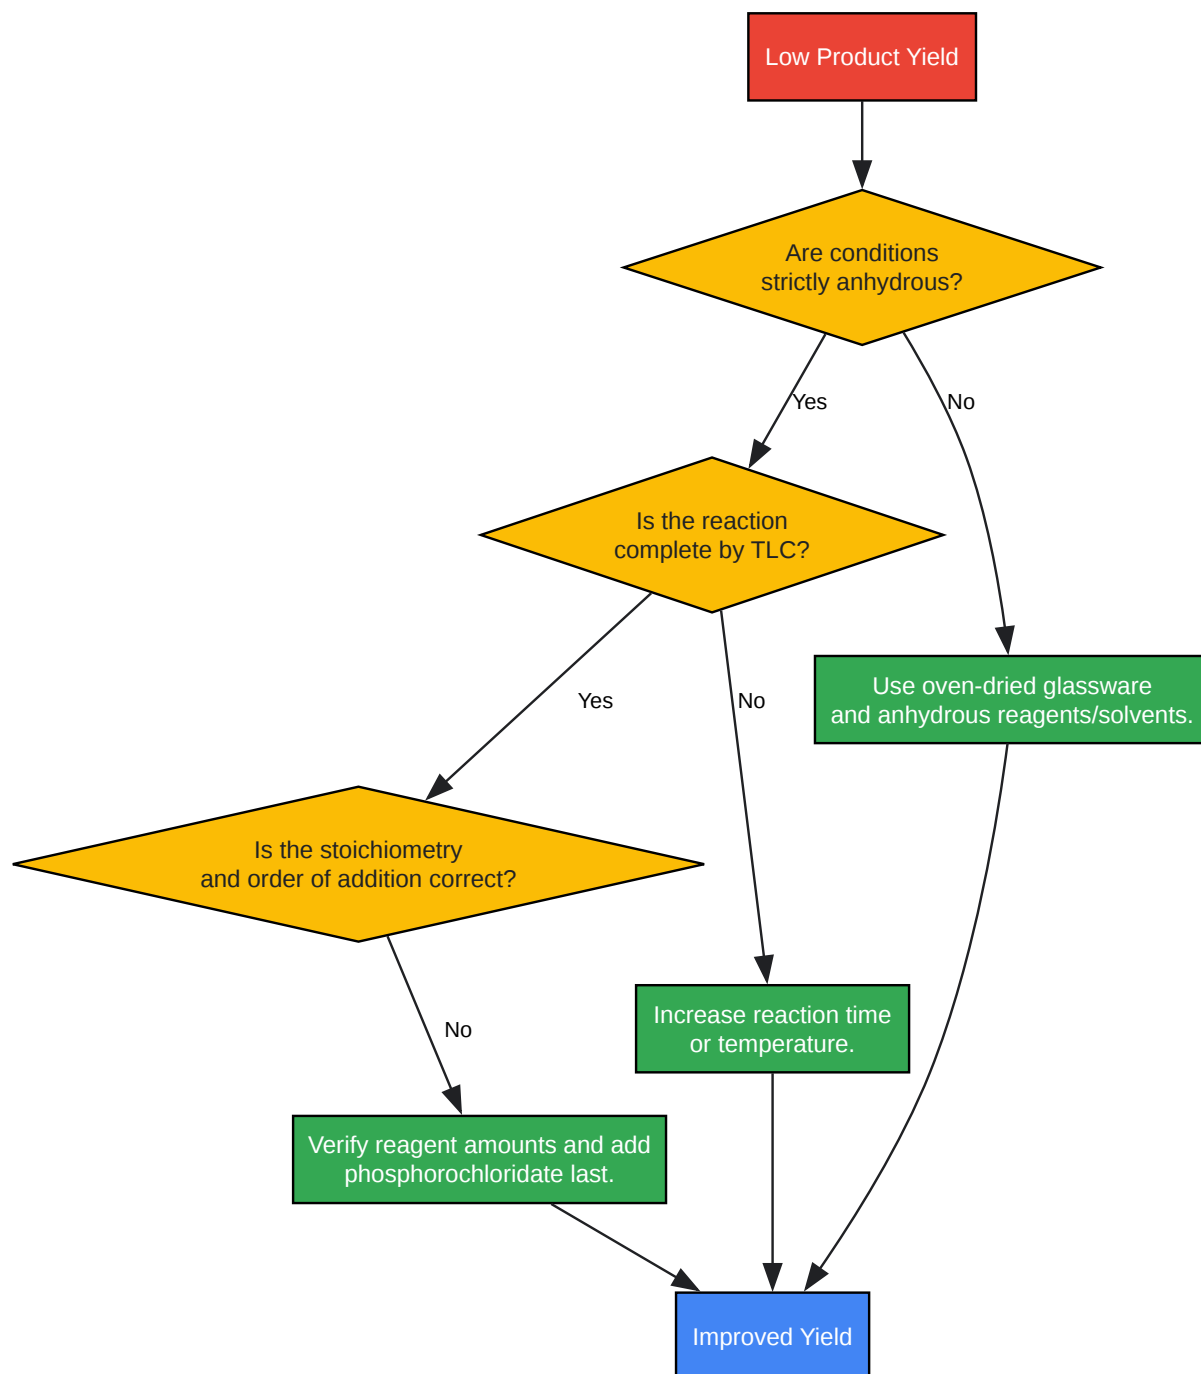 Low Product Yield
Are conditions
strictly anhydrous?
Yes
No
Is the reaction
complete by TLC?
Use oven-dried glassware
and anhydrous reagents/solvents.
Yes
No
Is the stoichiometry
and order of addition correct?
Increase reaction time
or temperature.
No
Verify reagent amounts and add
phosphorochloridate last.
Improved Yield